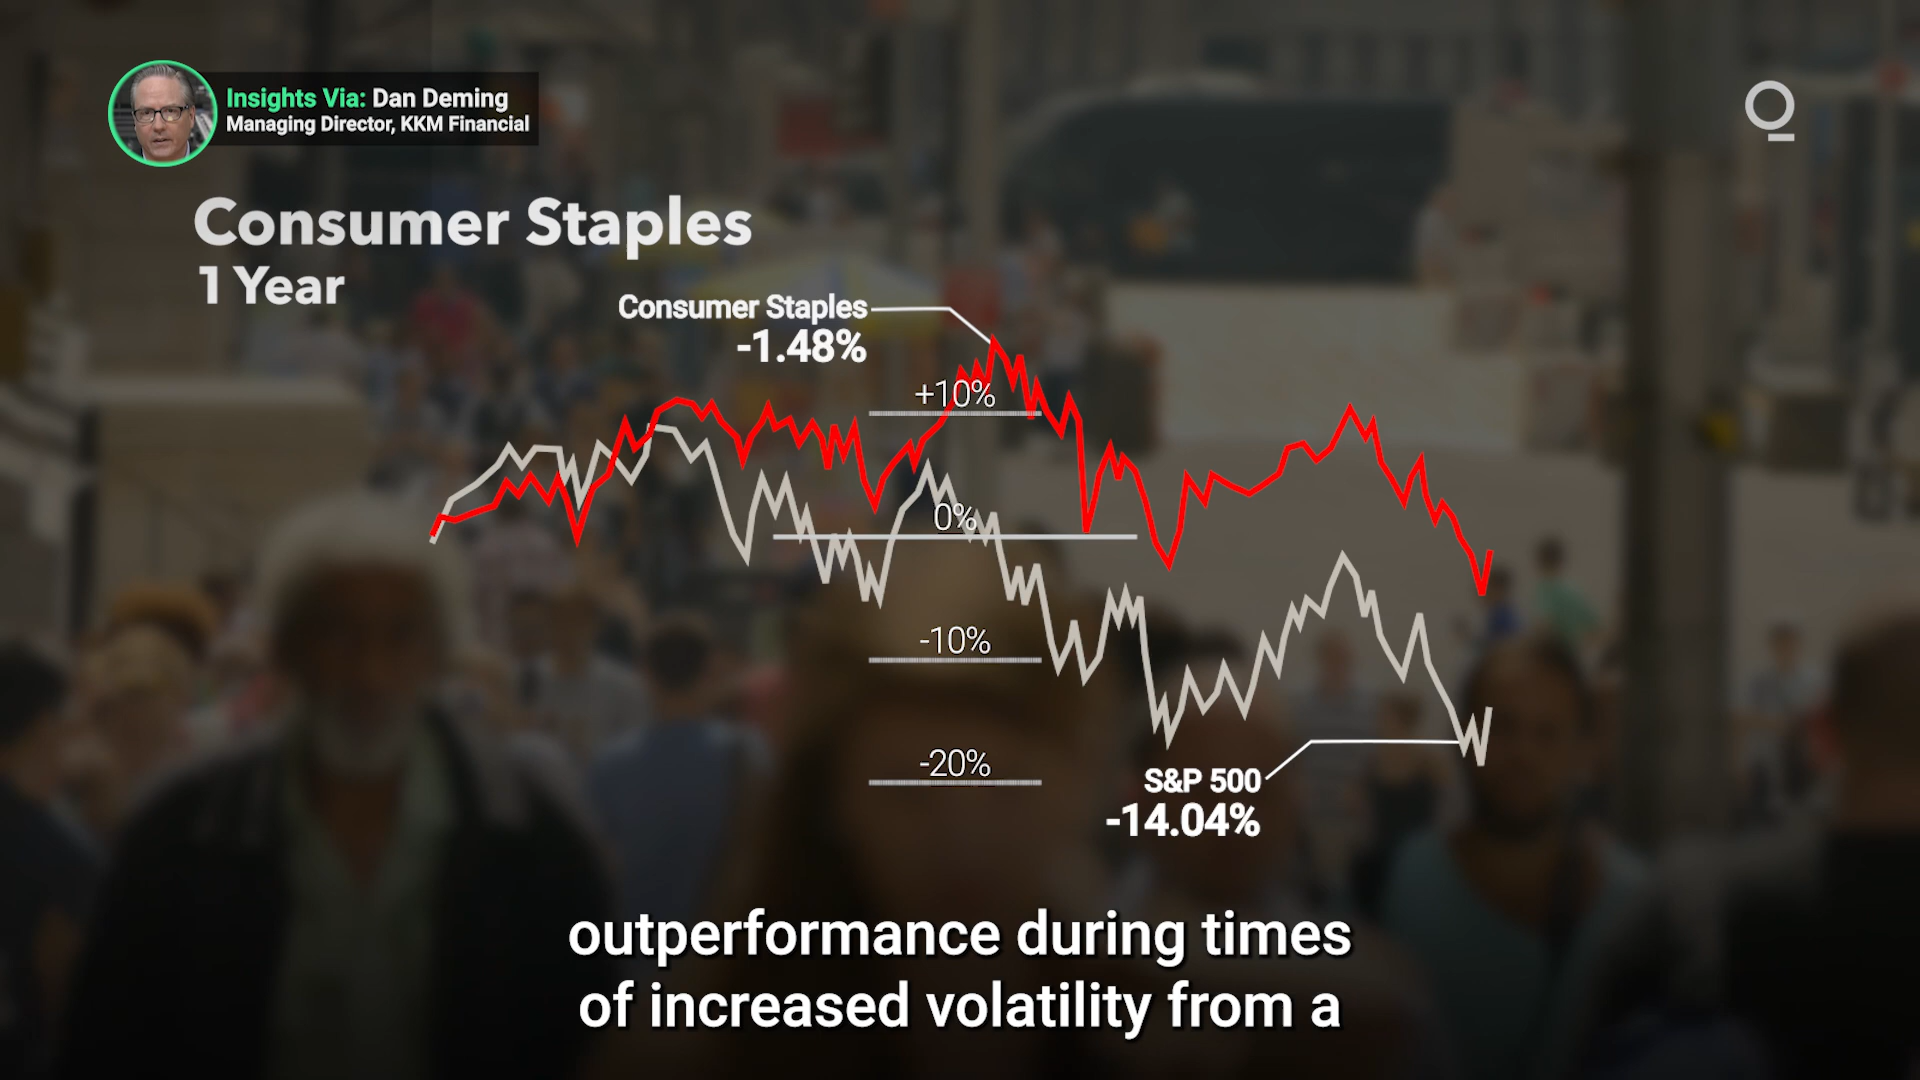 Insights Via: Dan Deming
Managing Director, KKM Financial
Consumer Staples
1 Year
Consumer Staples
-1.48%
+10%
0%
-10%
-20%
S&P 500
-14.04%
outperformance during times
of increased volatility from a